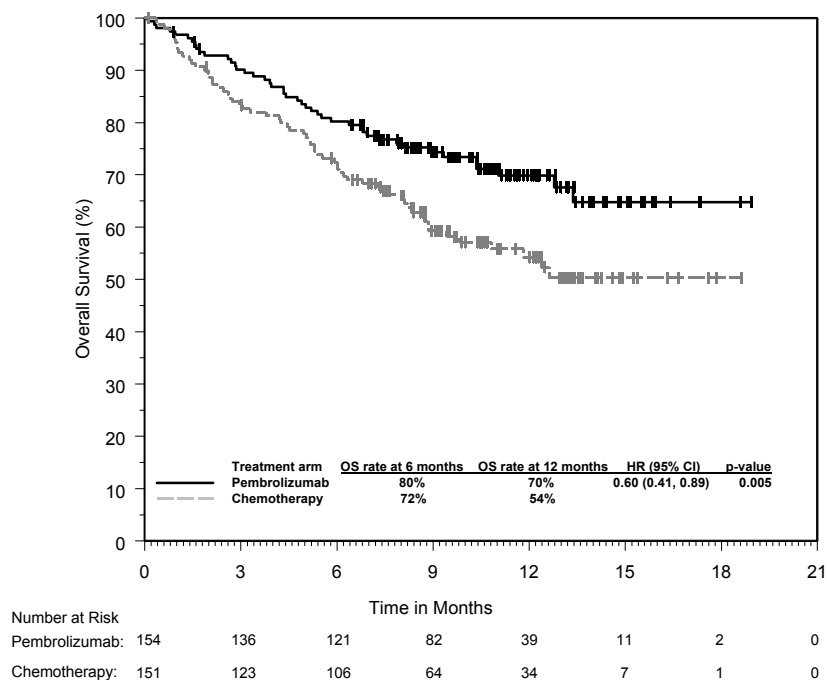 100
90
80
70
60
50
40
30
20
10
0
Overall Survival (%)
Treatment arm OS rate at 6 months OS rate at 12 months HR (95% CI) p-value
Pembrolizumab 80% 70% 0.60 (0.41, 0.89) 0.005
Chemotherapy 72% 54%
0 3 6 9 12 15 18 21
Time in Months
Number at Risk
Pembrolizumab: 154 136 121 82 39 11 2 0
Chemotherapy: 151 123 106 64 34 7 1 0